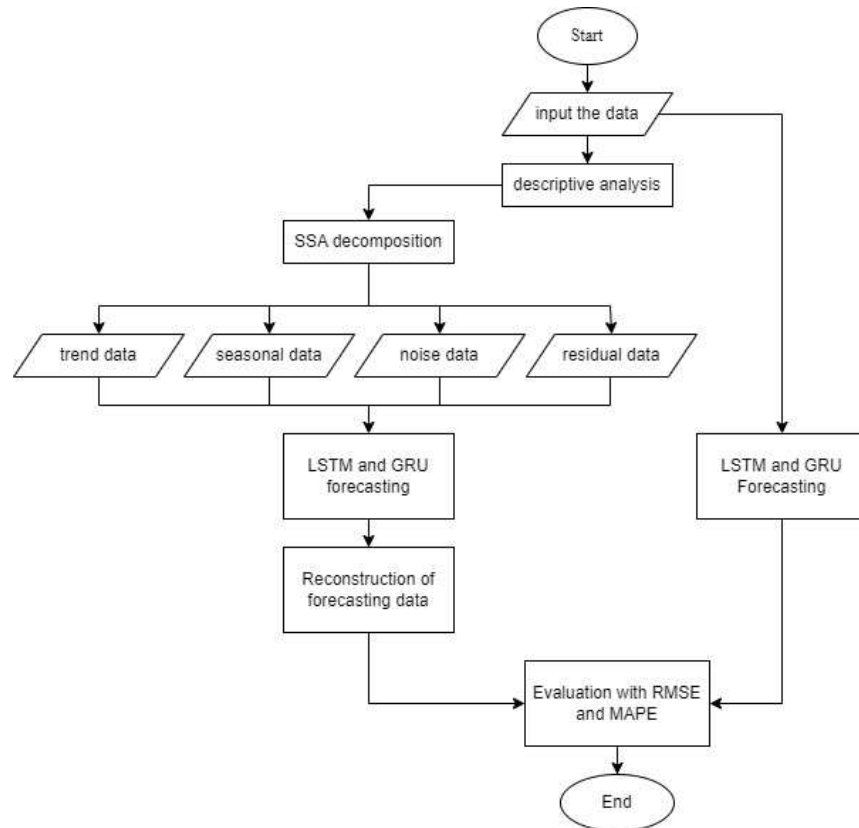 Start
input the data
descriptive analysis
SSA decomposition
trend data
seasonal data
noise data
residual data
LSTM and GRU
forecasting
LSTM and GRU
Forecasting
Reconstruction of
forecasting data
Evaluation with RMSE
and MAPE
End